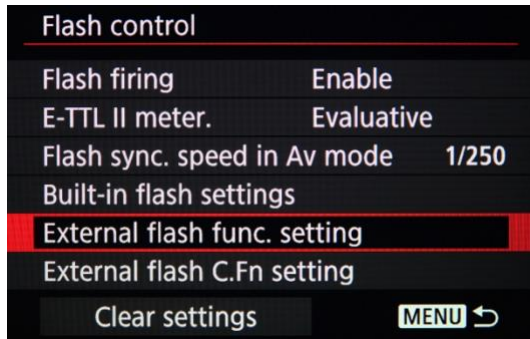 Flash control
Flash firing Enable
E-TTL II meter. Evaluative
Flash sync. speed in Av mode 1/250
Built-in flash settings
External flash func. setting
External flash C.Fn setting
Clear settings MENU